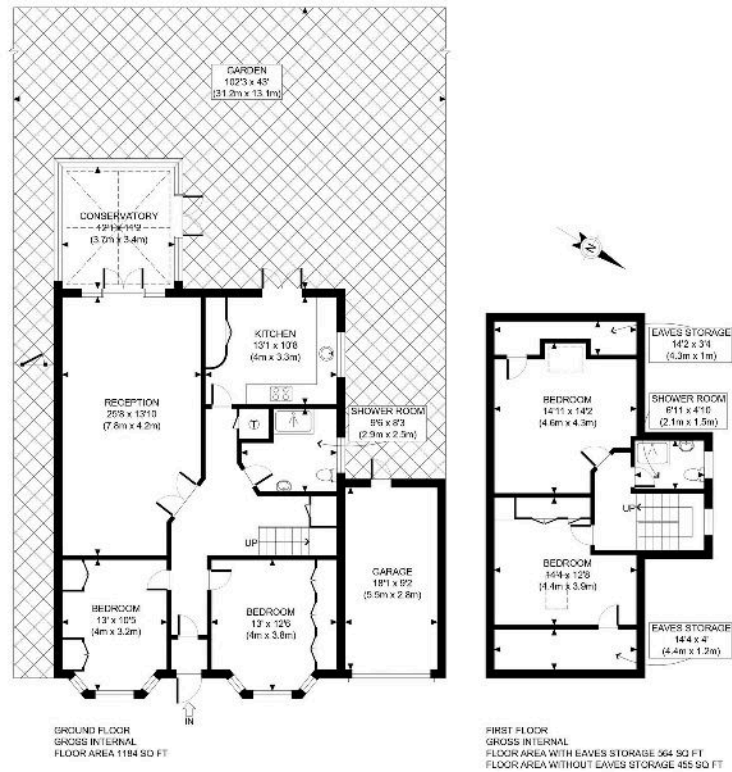 GARDEN
102'3 x 43'
(31.2m x 13.1m)
CONSERVATORY
12'1 x 11'2
(3.7m x 3.4m)
N
KITCHEN
13'1 x 10'8
(4m x 3.3m)
RECEPTION
25'8 x 13'10
(7.8m x 4.2m)
T
SHOWER ROOM
9'6 x 8'3
(2.9m x 2.5m)
UP
GARAGE
18'1 x 9'2
(5.5m x 2.8m)
BEDROOM
13' x 10'5
(4m x 3.2m)
BEDROOM
13' x 12'6
(4m x 3.8m)
IN
GROUND FLOOR
GROSS INTERNAL
FLOOR AREA 1184 SQ FT
EAVES STORAGE
14'2 x 3'4
(4.3m x 1m)
BEDROOM
14'11 x 14'2
(4.6m x 4.3m)
SHOWER ROOM
6'11 x 4'10
(2.1m x 1.5m)
UP
BEDROOM
14'4 x 12'8
(4.4m x 3.9m)
EAVES STORAGE
14'4 x 4'
(4.4m x 1.2m)
FIRST FLOOR
GROSS INTERNAL
FLOOR AREA WITH EAVES STORAGE 564 SQ FT
FLOOR AREA WITHOUT EAVES STORAGE 455 SQ FT